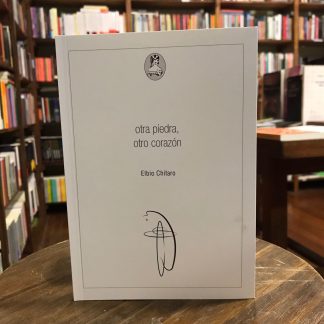 otra piedra,
otro corazón
Elbio Chitaro